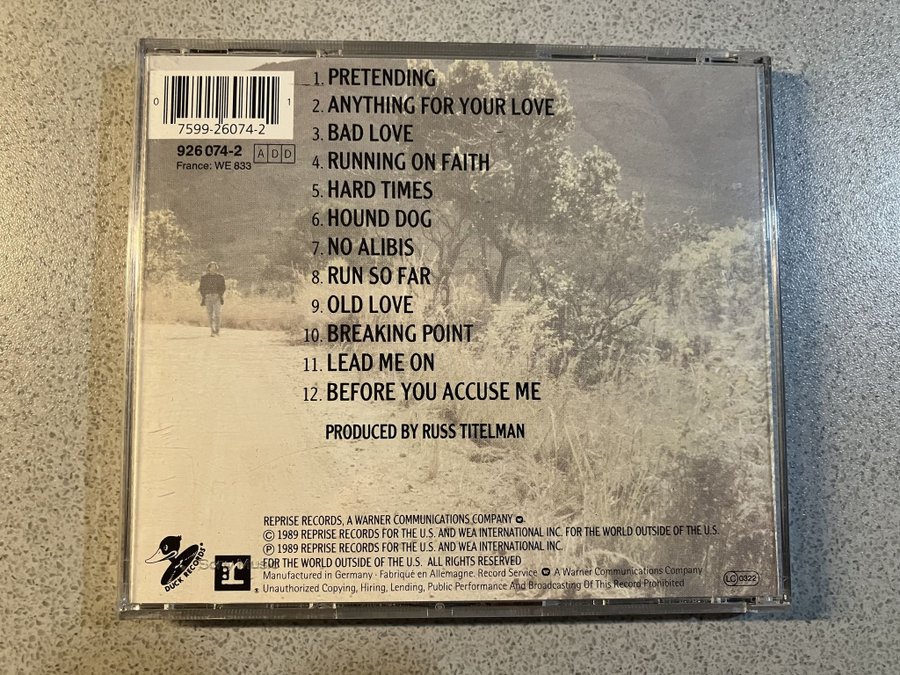 0 1
7599-26074-2
926 074-2 ADD
France: WE 833
1. PRETENDING
2. ANYTHING FOR YOUR LOVE
3. BAD LOVE
4. RUNNING ON FAITH
5. HARD TIMES
6. HOUND DOG
7. NO ALIBIS
8. RUN SO FAR
9. OLD LOVE
10. BREAKING POINT
11. LEAD ME ON
12. BEFORE YOU ACCUSE ME
PRODUCED BY RUSS TITELMAN
REPRISE RECORDS, A WARNER COMMUNICATIONS COMPANY
© 1989 REPRISE RECORDS FOR THE U.S. AND WEA INTERNATIONAL INC. FOR THE WORLD OUTSIDE OF THE U.S.
℗ 1989 REPRISE RECORDS FOR THE U.S. AND WEA INTERNATIONAL INC.
FOR THE WORLD OUTSIDE OF THE U.S. ALL RIGHTS RESERVED
Manufactured in Germany · Fabriqué en Allemagne. Record Service A Warner Communications Company
Unauthorized Copying, Hiring, Lending, Public Performance And Broadcasting Of This Record Prohibited
DUCK RECORDS
r:
LC 0322